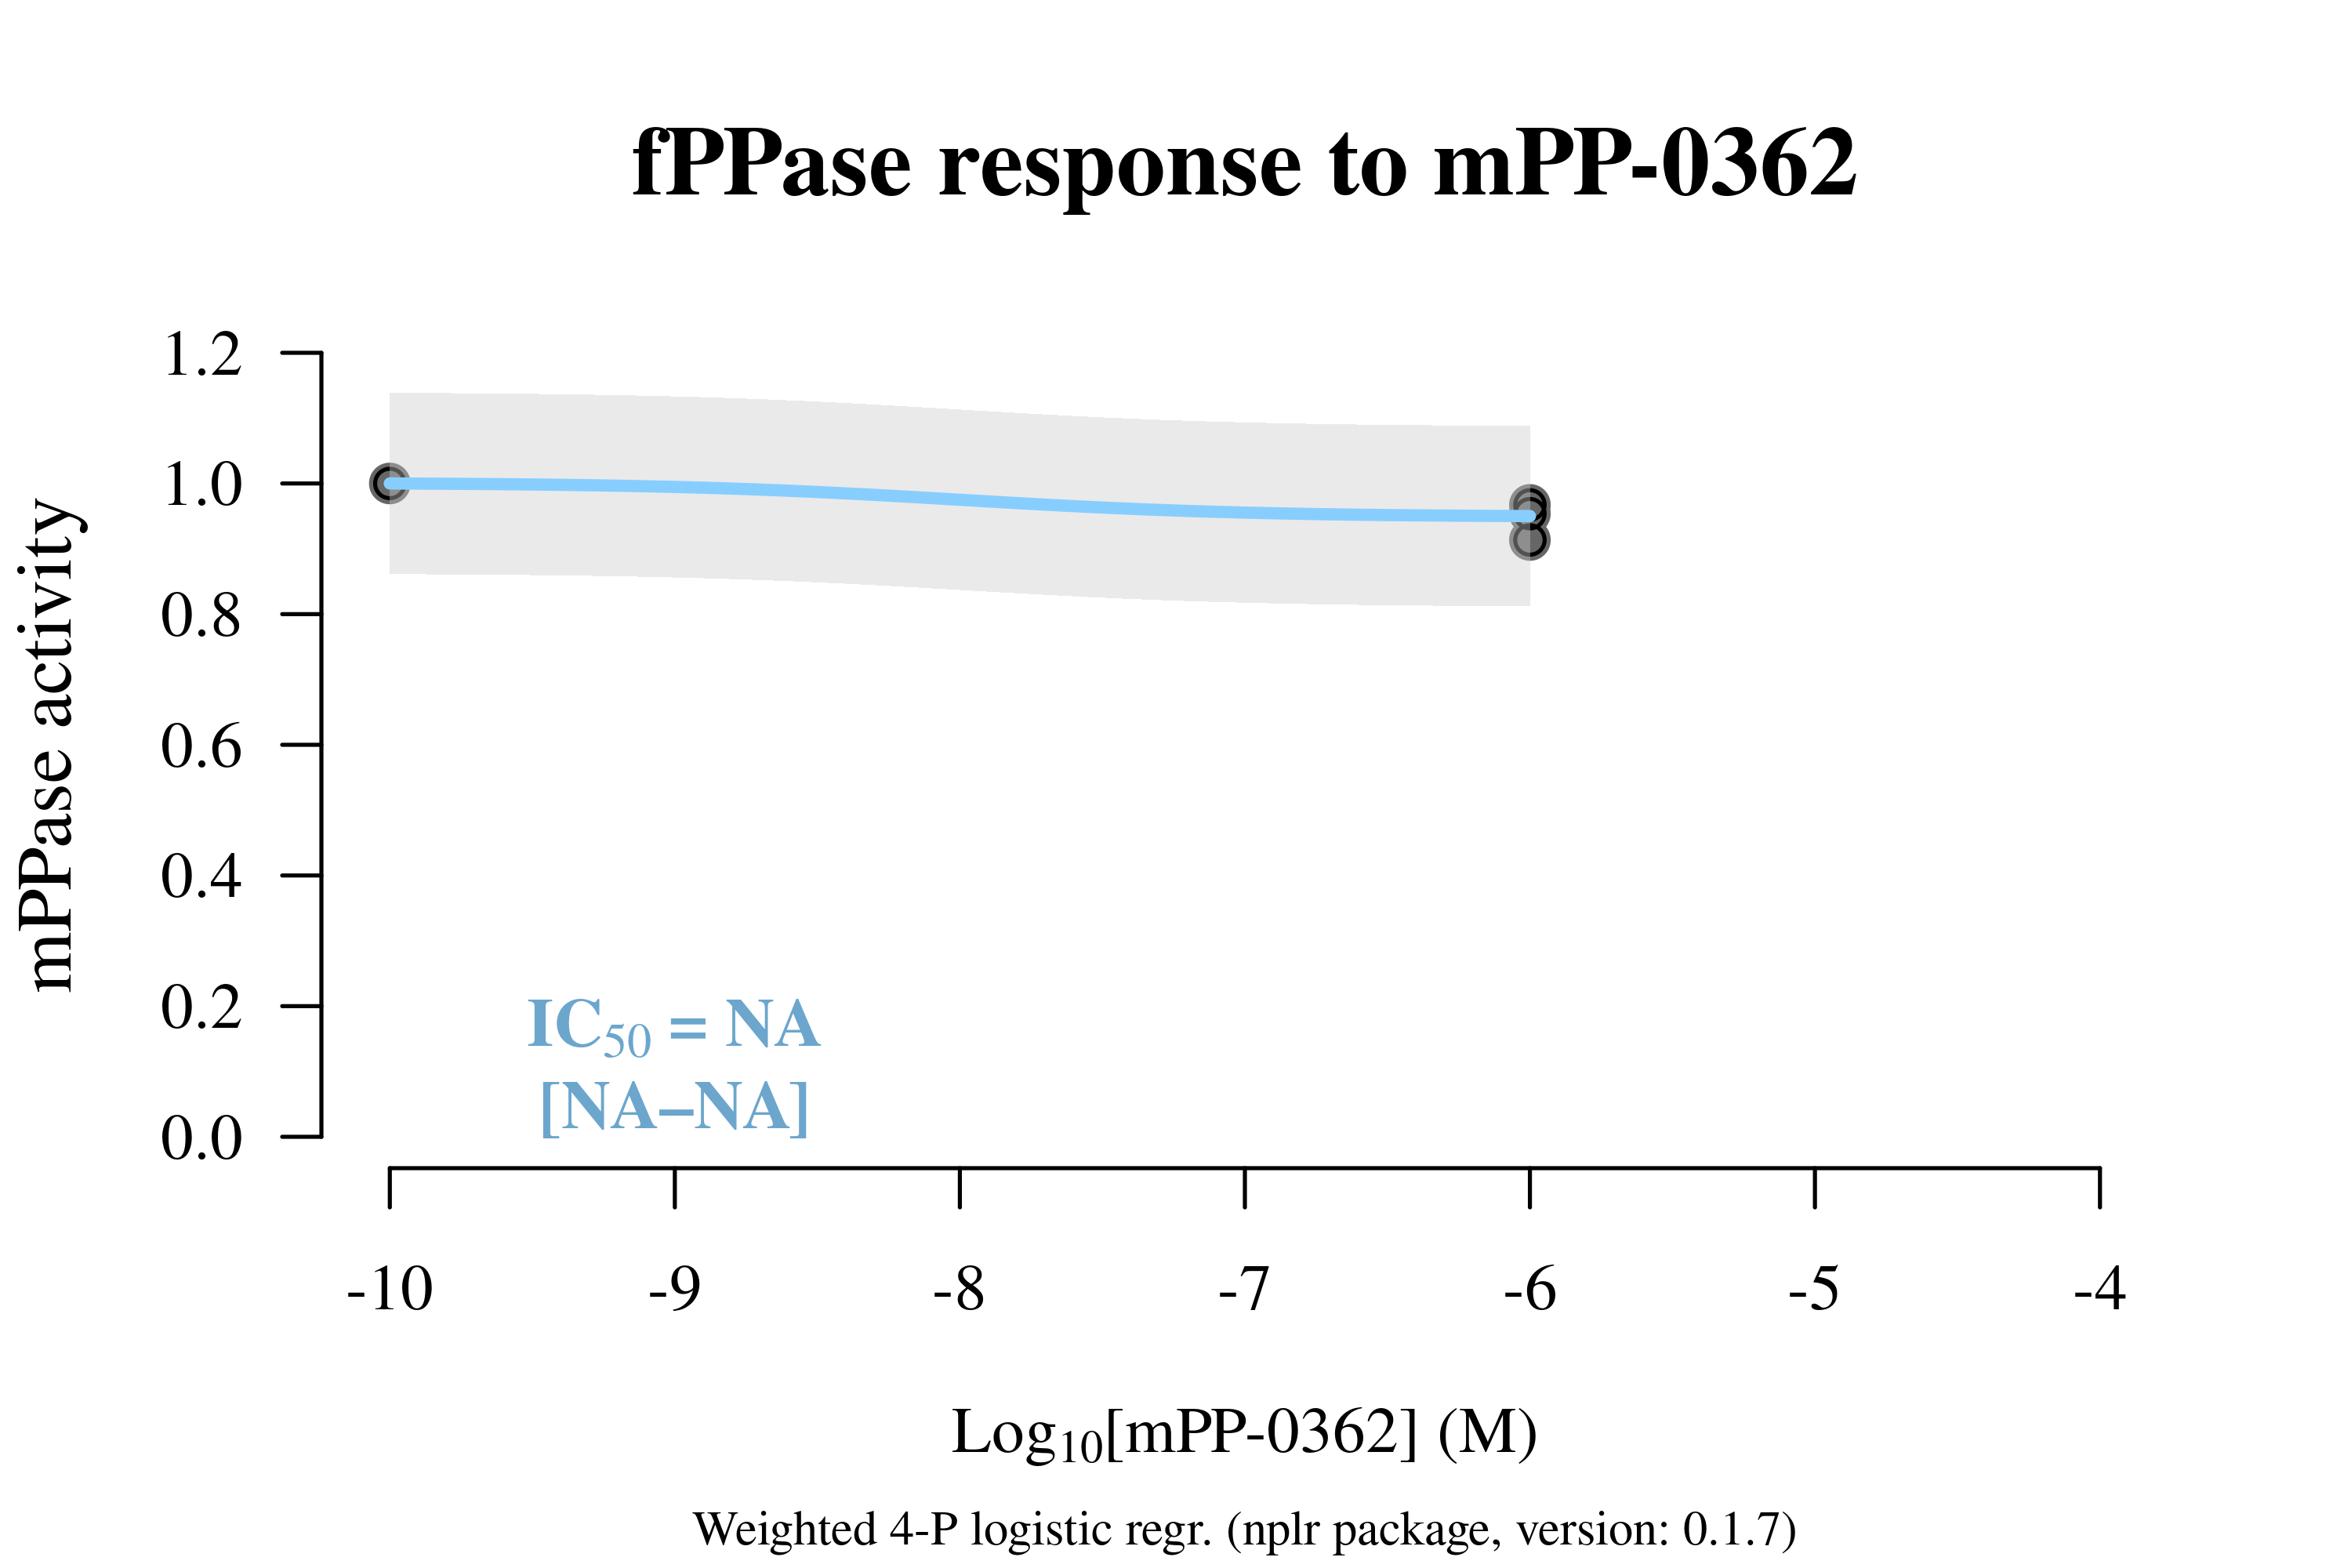 fPPase response to mPP-0362
mPPase activity
1.2
1.0
0.8
0.6
0.4
0.2
0.0
IC50 = NA
[NA–NA]
-10 -9 -8 -7 -6 -5 -4
Log10[mPP-0362] (M)
Weighted 4-P logistic regr. (nplr package, version: 0.1.7)